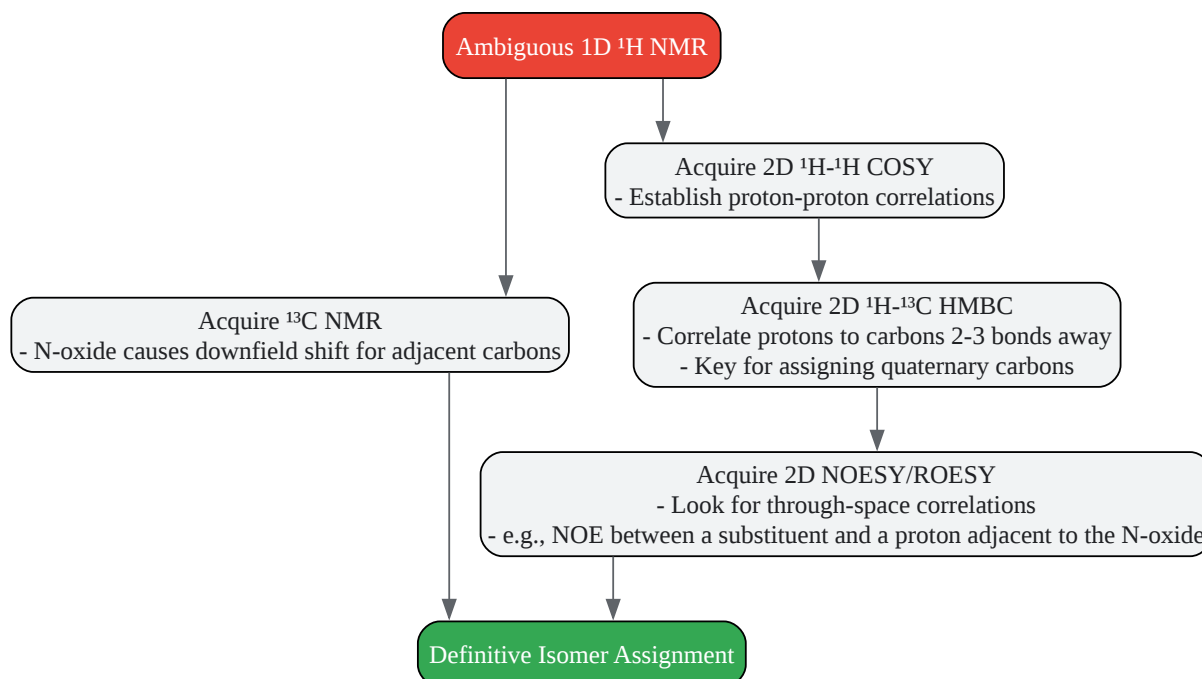 Ambiguous 1D ¹H NMR
Acquire 2D ¹H-¹H COSY
- Establish proton-proton correlations
Acquire ¹³C NMR
- N-oxide causes downfield shift for adjacent carbons
Acquire 2D ¹H-¹³C HMBC
- Correlate protons to carbons 2-3 bonds away
- Key for assigning quaternary carbons
Acquire 2D NOESY/ROESY
- Look for through-space correlations
- e.g., NOE between a substituent and a proton adjacent to the N-oxide
Definitive Isomer Assignment